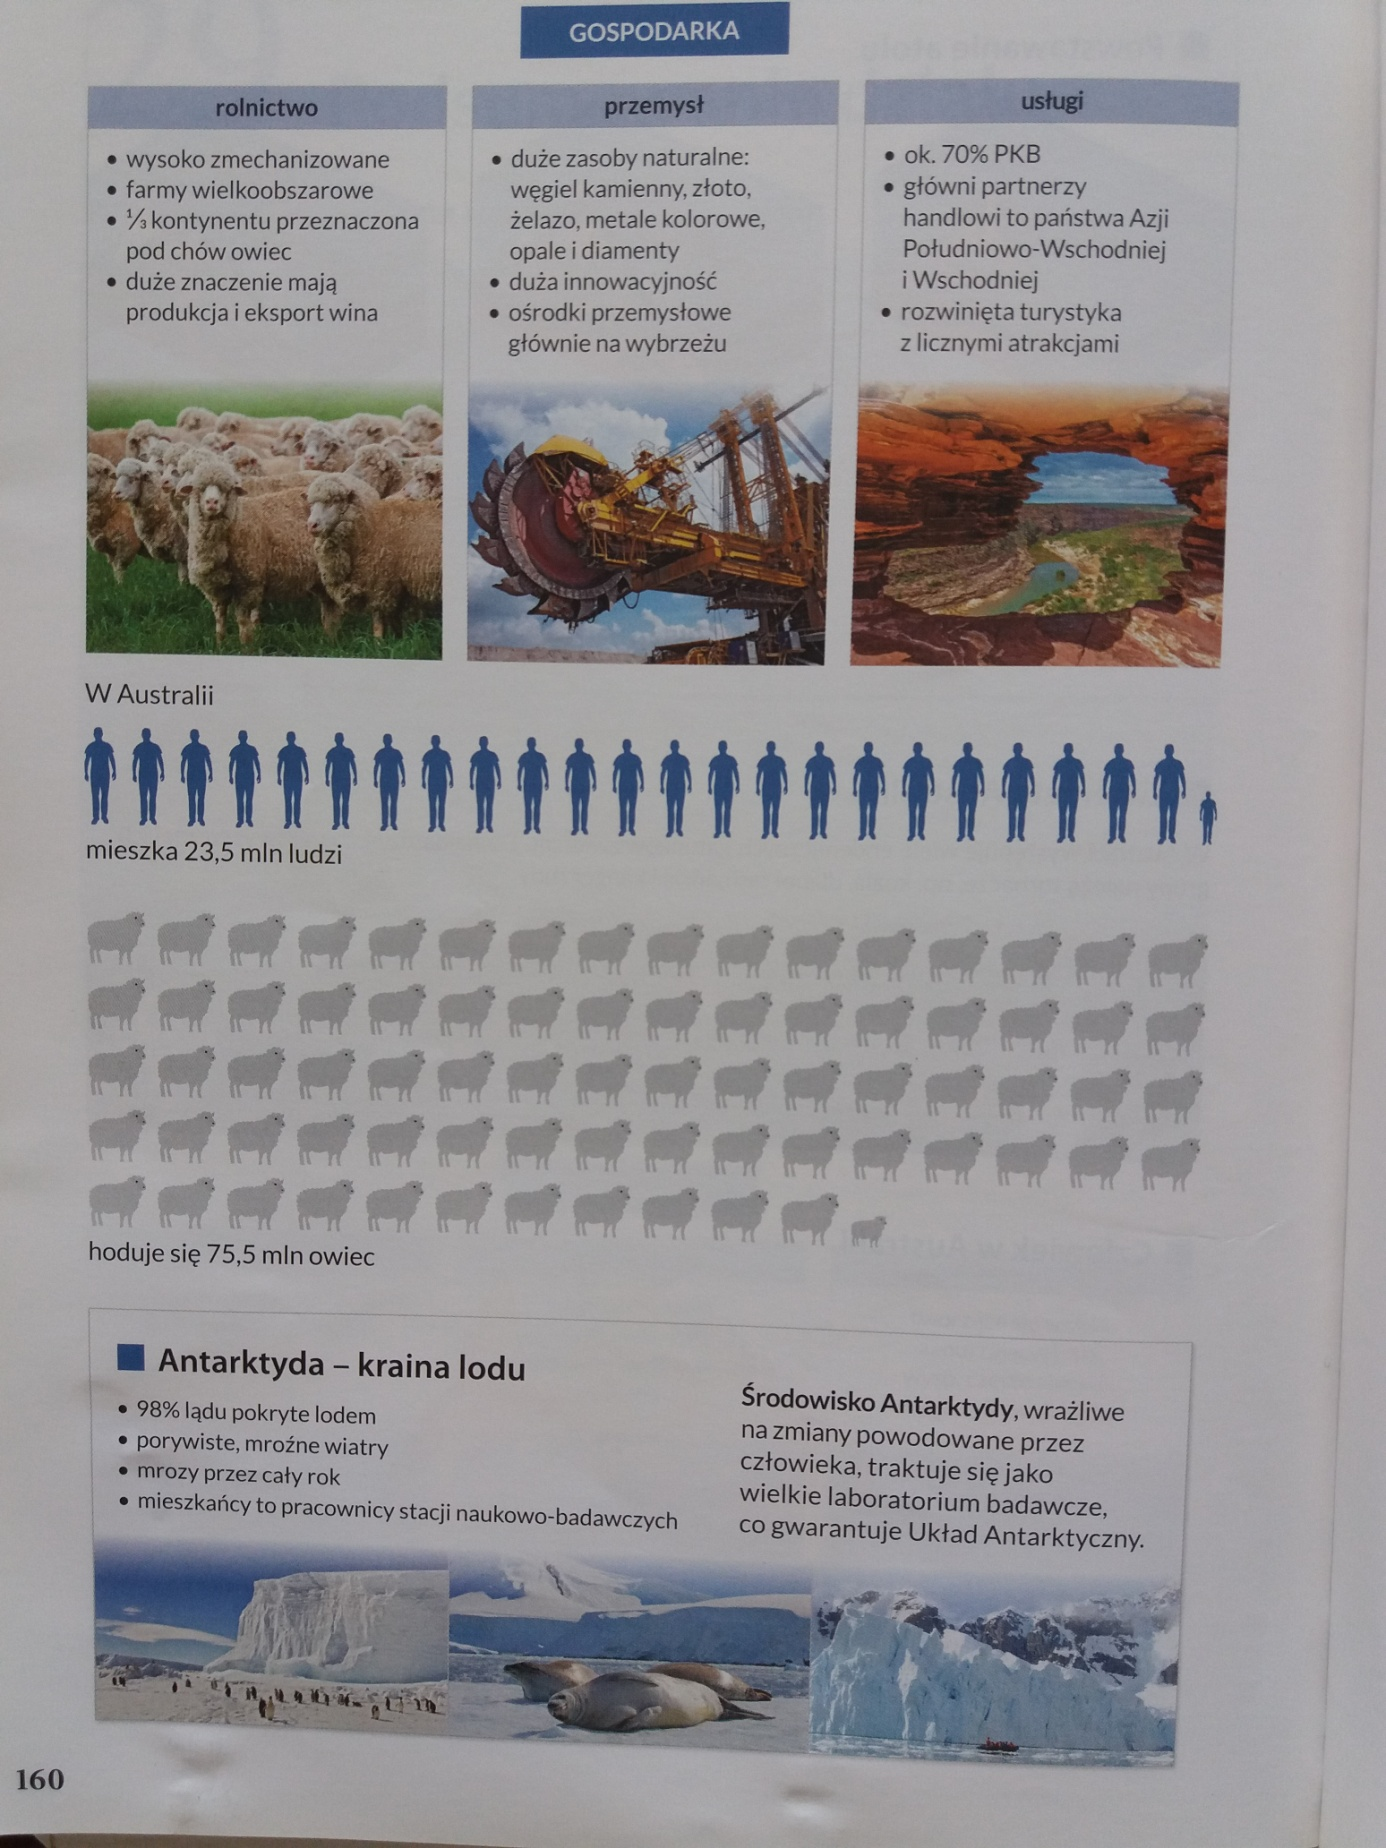 GOSPODARKA
rolnictwo
• wysoko zmechanizowane
• farmy wielkoobszarowe
• ⅓ kontynentu przeznaczona
pod chów owiec
• duże znaczenie mają
produkcja i eksport wina
przemysł
• duże zasoby naturalne:
węgiel kamienny, złoto,
żelazo, metale kolorowe,
opale i diamenty
• duża innowacyjność
• ośrodki przemysłowe
głównie na wybrzeżu
usługi
• ok. 70% PKB
• główni partnerzy
handlowi to państwa Azji
Południowo-Wschodniej
i Wschodniej
• rozwinięta turystyka
z licznymi atrakcjami
W Australii
mieszka 23,5 mln ludzi
hoduje się 75,5 mln owiec
Antarktyda – kraina lodu
• 98% lądu pokryte lodem
• porywiste, mroźne wiatry
• mrozy przez cały rok
• mieszkańcy to pracownicy stacji naukowo-badawczych
Środowisko Antarktydy, wrażliwe
na zmiany powodowane przez
człowieka, traktuje się jako
wielkie laboratorium badawcze,
co gwarantuje Układ Antarktyczny.
160